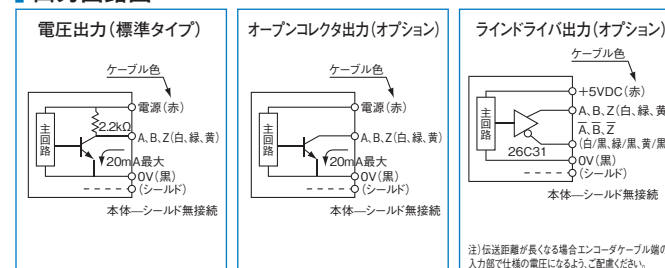 電圧出力(標準タイプ)
ケーブル色
電源(赤)
2.2kΩ
主回路
A、B、Z(白、緑、黄)
20mA最大
0V(黒)
(シールド)
本体―シールド無接続
オープンコレクタ出力(オプション)
ケーブル色
電源(赤)
主回路
A、B、Z(白、緑、黄)
20mA最大
0V(黒)
(シールド)
本体―シールド無接続
ラインドライバ出力(オプション)
ケーブル色
+5VDC(赤)
主回路
A、B、Z(白、緑、黄
A、B、Z
(白/黒、緑/黒、黄/黒
26C31
0V(黒)
(シールド)
本体―シールド無接続
注)伝送距離が長くなる場合エンコーダケーブル端の
入力部で仕様の電圧になるよう、ご配慮ください。